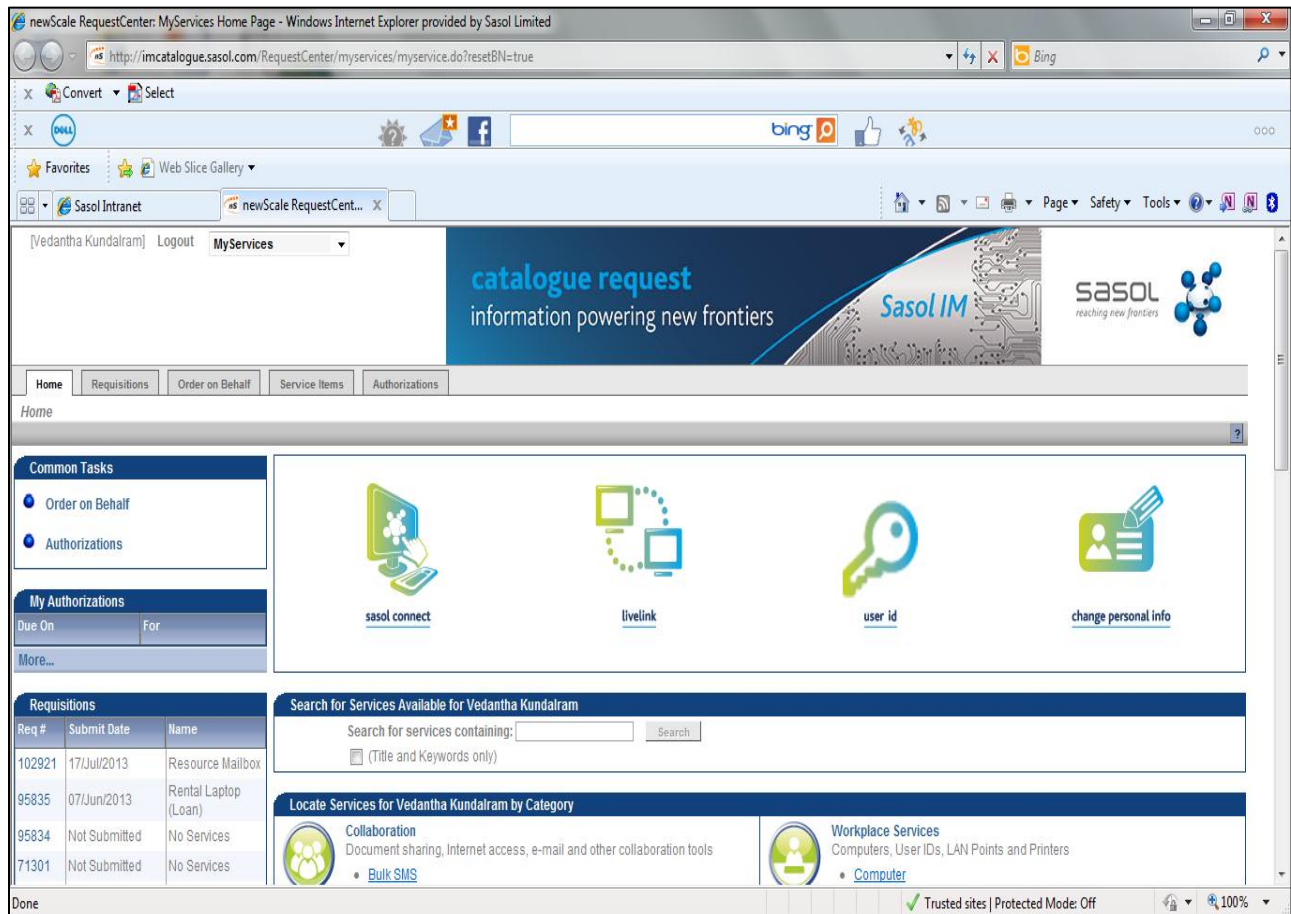 newScale RequestCenter: MyServices Home Page - Windows Internet Explorer provided by Sasol Limited
nS http://imcatalogue.sasol.com/RequestCenter/myservices/myservice.do?resetBN=true
Bing
x Convert Select
x DELL bing
Favorites Web Slice Gallery
Sasol Intranet nS newScale RequestCent... X Page Safety Tools
[Vedantha Kundalram] Logout MyServices
catalogue request
information powering new frontiers
Sasol IM
sasol
reaching new frontiers
Home Requisitions Order on Behalf Service Items Authorizations
Home
?
Common Tasks
Order on Behalf
Authorizations
sasol connect livelink user id change personal info
My Authorizations
Due On For
More...
Requisitions
Req # Submit Date Name
102921 17/Jul/2013 Resource Mailbox
95835 07/Jun/2013 Rental Laptop (Loan)
95834 Not Submitted No Services
71301 Not Submitted No Services
Search for Services Available for Vedantha Kundalram
Search for services containing: Search
(Title and Keywords only)
Locate Services for Vedantha Kundalram by Category
Collaboration
Document sharing, Internet access, e-mail and other collaboration tools
Bulk SMS
Workplace Services
Computers, User IDs, LAN Points and Printers
Computer
Done Trusted sites | Protected Mode: Off 100%